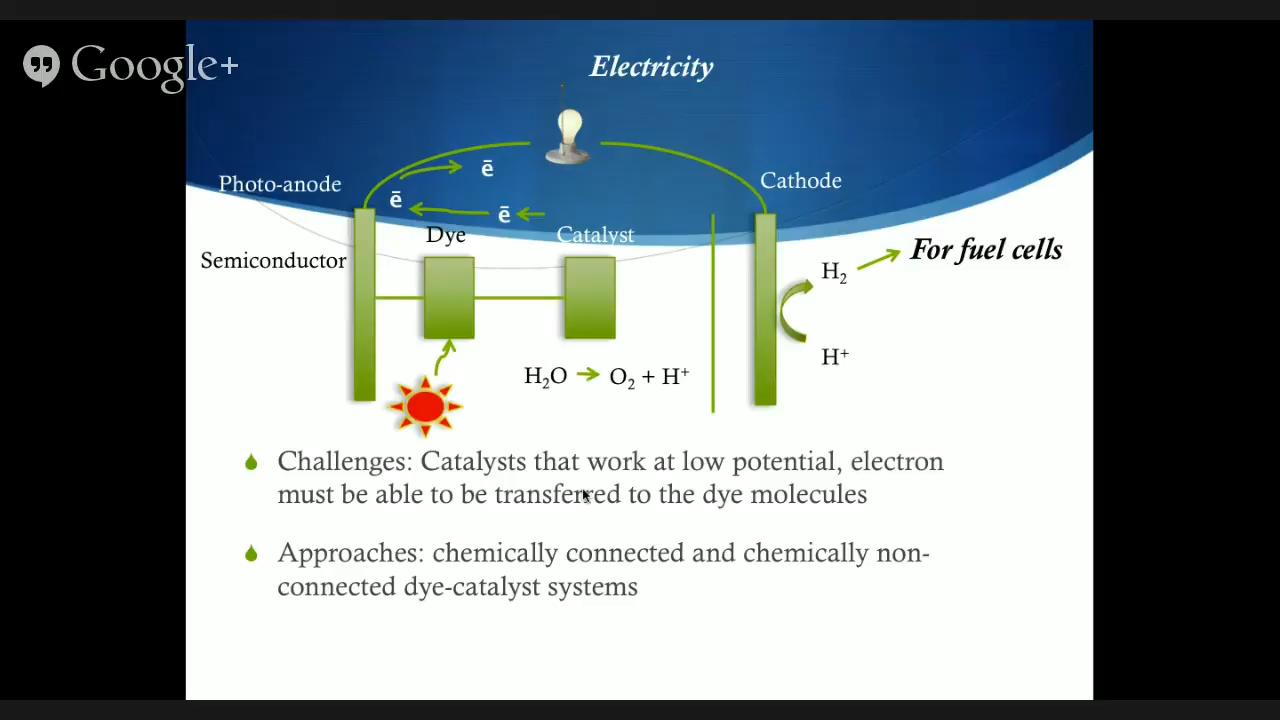 Google+
Electricity
Photo-anode
ē
ē
ē
Cathode
Dye
Catalyst
Semiconductor
For fuel cells
H₂
H⁺
H₂O → O₂ + H⁺
Challenges: Catalysts that work at low potential, electron
must be able to be transferred to the dye molecules
Approaches: chemically connected and chemically non-
connected dye-catalyst systems